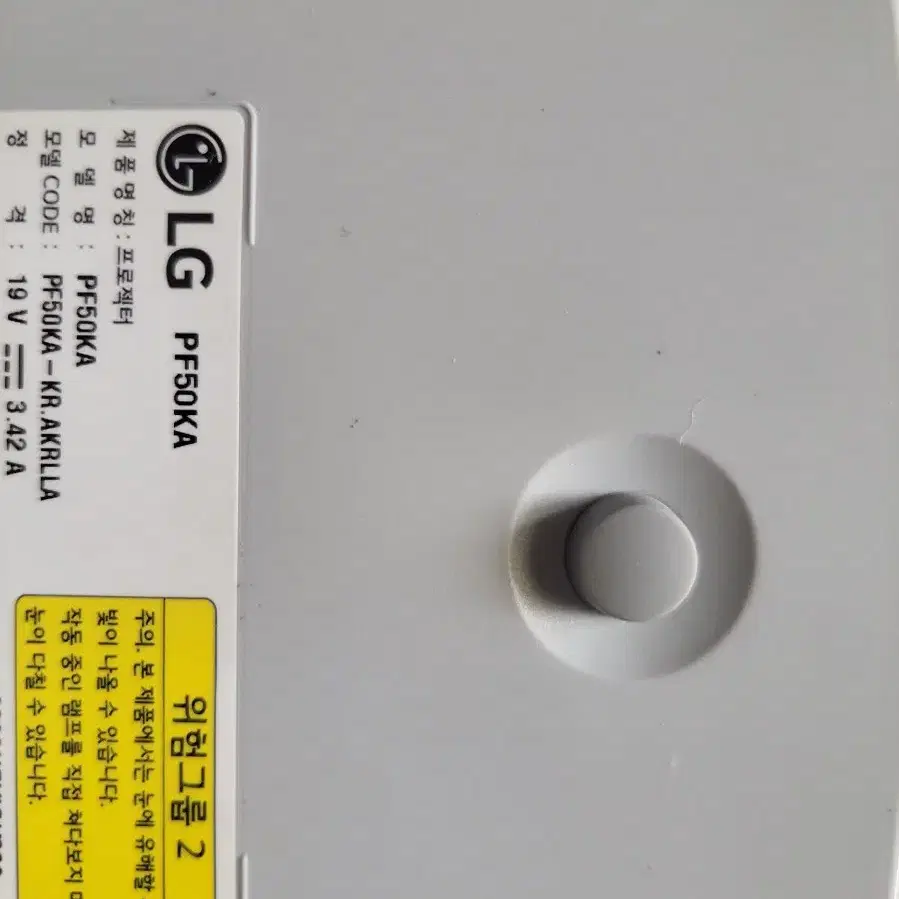 LG PF50KA
제 품 명 칭 : 프로젝터
모 델 명 : PF50KA
모델 CODE : PF50KA-KR.AKRLLA
정 격 : 19 V 3.42 A
위험그룹 2
주의. 본 제품에서는 눈에 유해할
빛이 나올 수 있습니다.
작동 중인 램프를 직접 쳐다보지
눈이 다칠 수 있습니다.